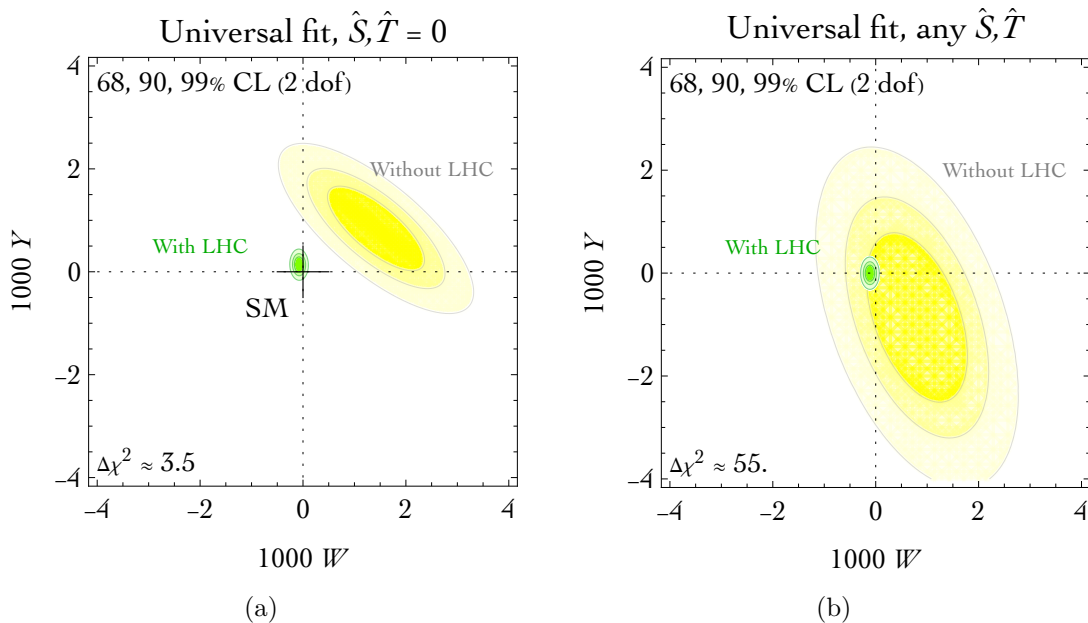 Universal fit, Ŝ, T̂ = 0
68, 90, 99% CL (2 dof)
Without LHC
With LHC
SM
Δχ² ≈ 3.5
4
2
0
−2
−4
−4
−2
0
2
4
1000 Y
1000 W
(a)
Universal fit, any Ŝ, T̂
68, 90, 99% CL (2 dof)
Without LHC
With LHC
Δχ² ≈ 55.
4
2
0
−2
−4
−4
−2
0
2
4
1000 Y
1000 W
(b)